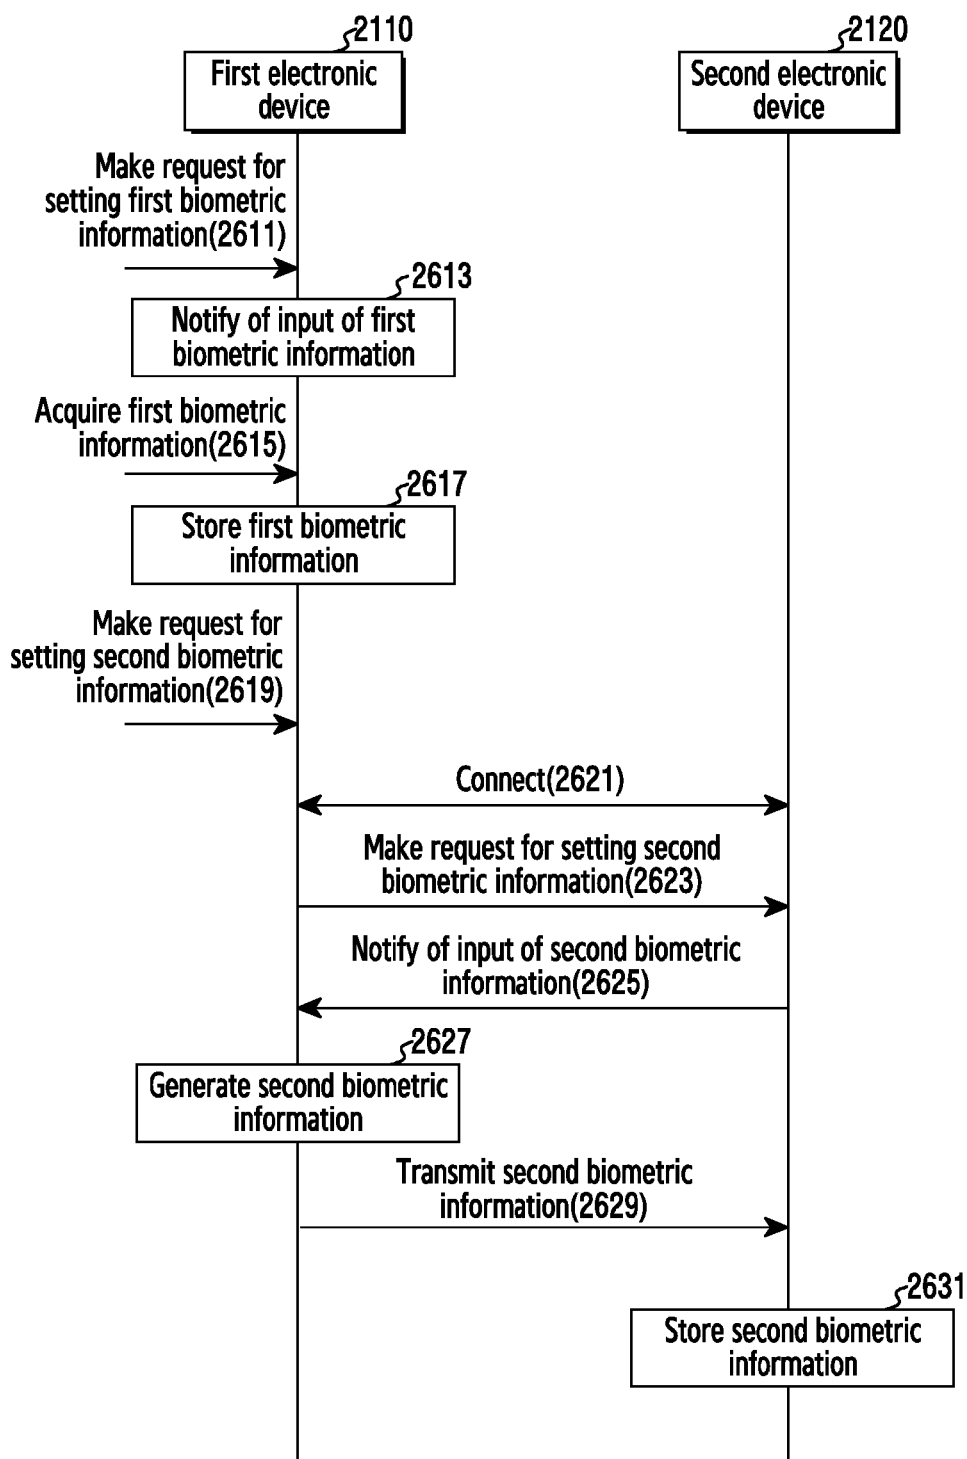 2110
First electronic
device
2120
Second electronic
device
Make request for
setting first biometric
information(2611)
2613
Notify of input of first
biometric information
Acquire first biometric
information(2615)
2617
Store first biometric
information
Make request for
setting second biometric
information(2619)
Connect(2621)
Make request for setting second
biometric information(2623)
Notify of input of second biometric
information(2625)
2627
Generate second biometric
information
Transmit second biometric
information(2629)
2631
Store second biometric
information